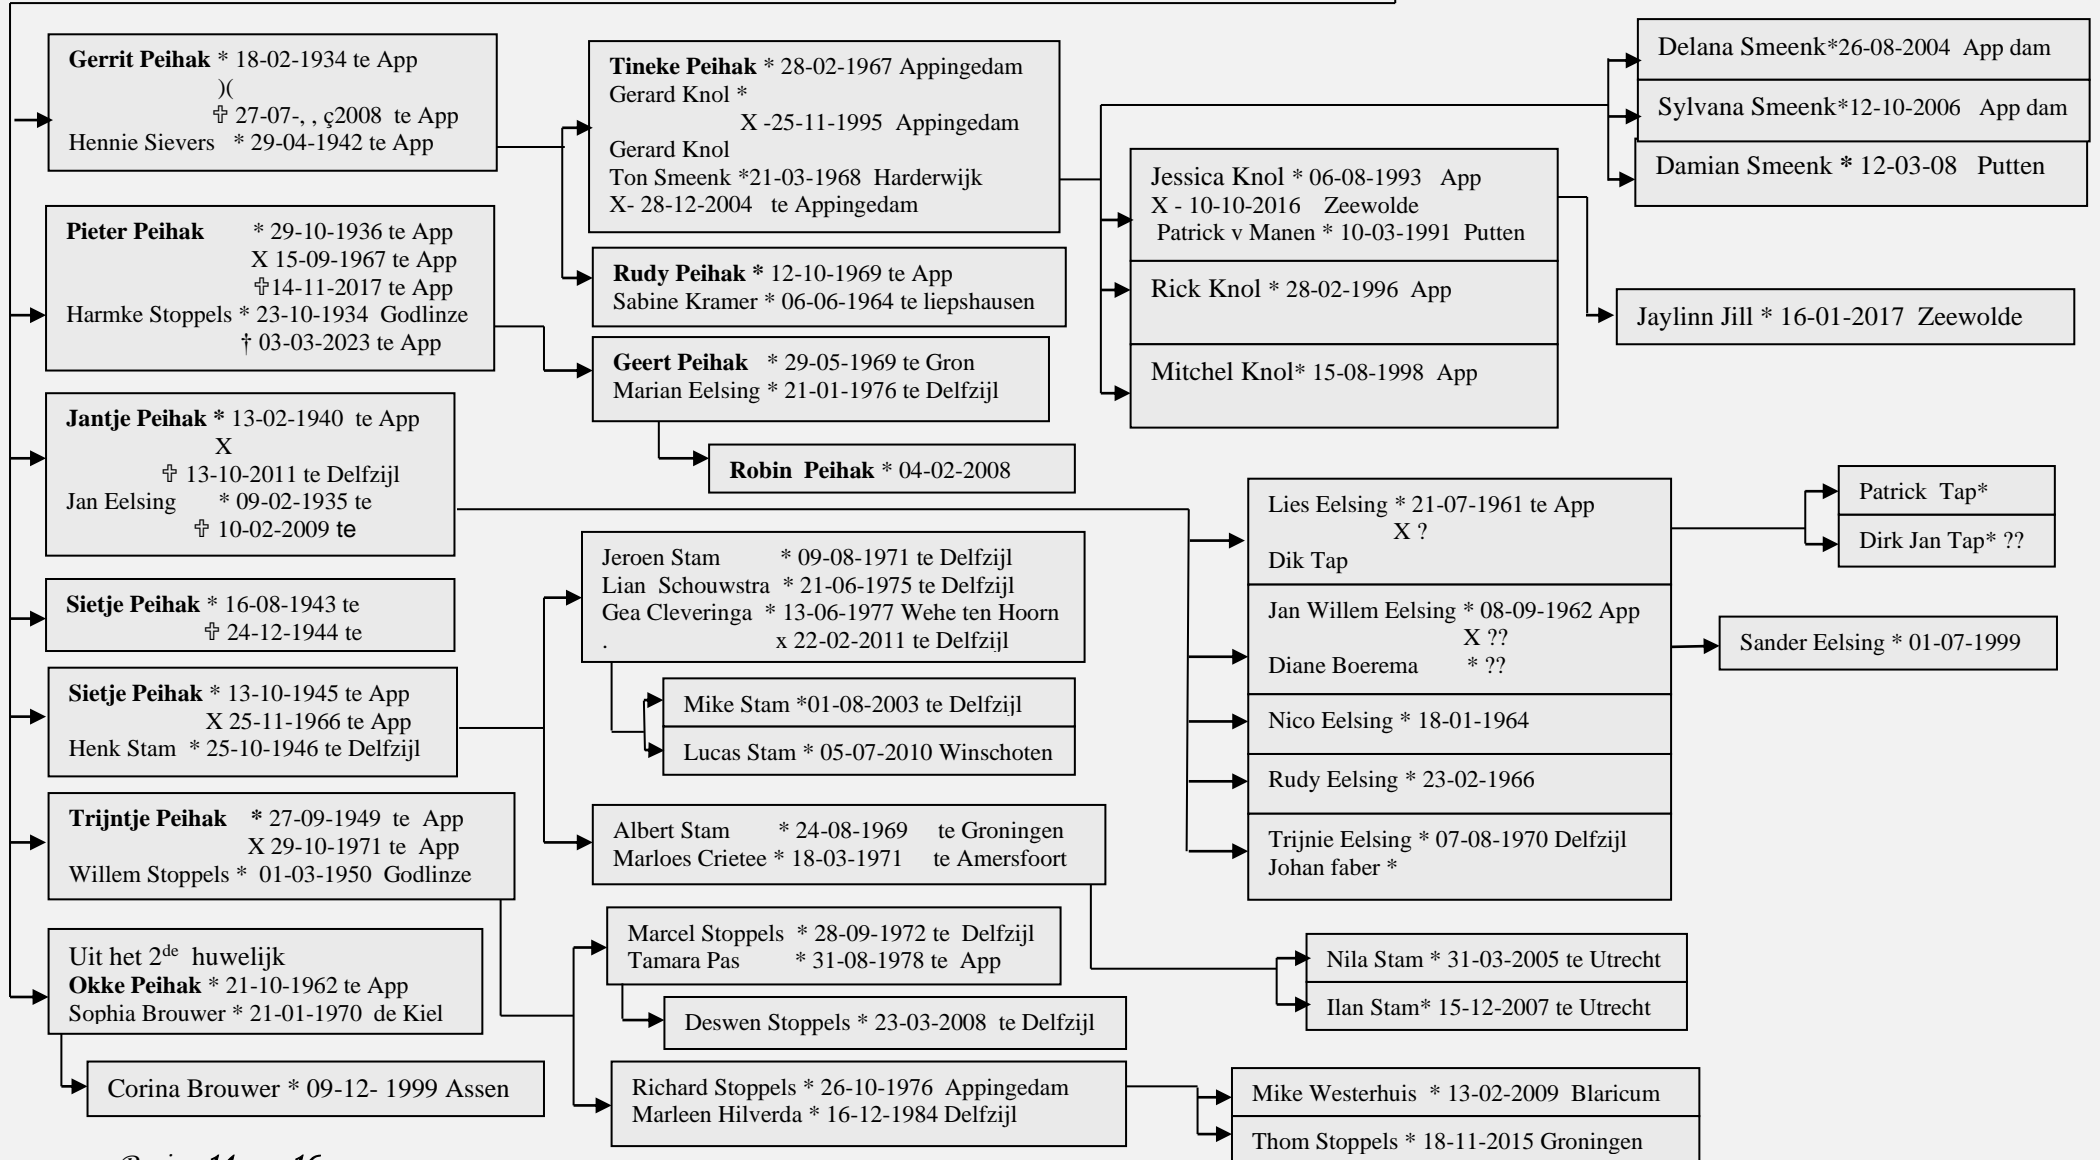 Gerrit Peihak * 18-02-1934 te App
)(
✞ 27-07-, , ç2008 te App
Hennie Sievers * 29-04-1942 te App
Pieter Peihak * 29-10-1936 te App
X 15-09-1967 te App
✞14-11-2017 te App
Harmke Stoppels * 23-10-1934 Godlinze
† 03-03-2023 te App
Jantje Peihak * 13-02-1940 te App
X
✞ 13-10-2011 te Delfzijl
Jan Eelsing * 09-02-1935 te
✞ 10-02-2009 te
Sietje Peihak * 16-08-1943 te
✞ 24-12-1944 te
Sietje Peihak * 13-10-1945 te App
X 25-11-1966 te App
Henk Stam * 25-10-1946 te Delfzijl
Trijntje Peihak * 27-09-1949 te App
X 29-10-1971 te App
Willem Stoppels * 01-03-1950 Godlinze
Uit het 2de huwelijk
Okke Peihak * 21-10-1962 te App
Sophia Brouwer * 21-01-1970 de Kiel
Corina Brouwer * 09-12- 1999 Assen
Tineke Peihak * 28-02-1967 Appingedam
Gerard Knol *
X -25-11-1995 Appingedam
Gerard Knol
Ton Smeenk *21-03-1968 Harderwijk
X- 28-12-2004 te Appingedam
Rudy Peihak * 12-10-1969 te App
Sabine Kramer * 06-06-1964 te liepshausen
Geert Peihak * 29-05-1969 te Gron
Marian Eelsing * 21-01-1976 te Delfzijl
Robin Peihak * 04-02-2008
Jeroen Stam * 09-08-1971 te Delfzijl
Lian Schouwstra * 21-06-1975 te Delfzijl
Gea Cleveringa * 13-06-1977 Wehe ten Hoorn
. x 22-02-2011 te Delfzijl
Mike Stam *01-08-2003 te Delfzijl
Lucas Stam * 05-07-2010 Winschoten
Albert Stam * 24-08-1969 te Groningen
Marloes Crietee * 18-03-1971 te Amersfoort
Marcel Stoppels * 28-09-1972 te Delfzijl
Tamara Pas * 31-08-1978 te App
Deswen Stoppels * 23-03-2008 te Delfzijl
Richard Stoppels * 26-10-1976 Appingedam
Marleen Hilverda * 16-12-1984 Delfzijl
Jessica Knol * 06-08-1993 App
X - 10-10-2016 Zeewolde
Patrick v Manen * 10-03-1991 Putten
Rick Knol * 28-02-1996 App
Mitchel Knol* 15-08-1998 App
Lies Eelsing * 21-07-1961 te App
X ?
Dik Tap
Jan Willem Eelsing * 08-09-1962 App
X ??
Diane Boerema * ??
Nico Eelsing * 18-01-1964
Rudy Eelsing * 23-02-1966
Trijnie Eelsing * 07-08-1970 Delfzijl
Johan faber *
Nila Stam * 31-03-2005 te Utrecht
Ilan Stam* 15-12-2007 te Utrecht
Mike Westerhuis * 13-02-2009 Blaricum
Thom Stoppels * 18-11-2015 Groningen
Delana Smeenk*26-08-2004 App dam
Sylvana Smeenk*12-10-2006 App dam
Damian Smeenk * 12-03-08 Putten
Jaylinn Jill * 16-01-2017 Zeewolde
Patrick Tap*
Dirk Jan Tap* ??
Sander Eelsing * 01-07-1999